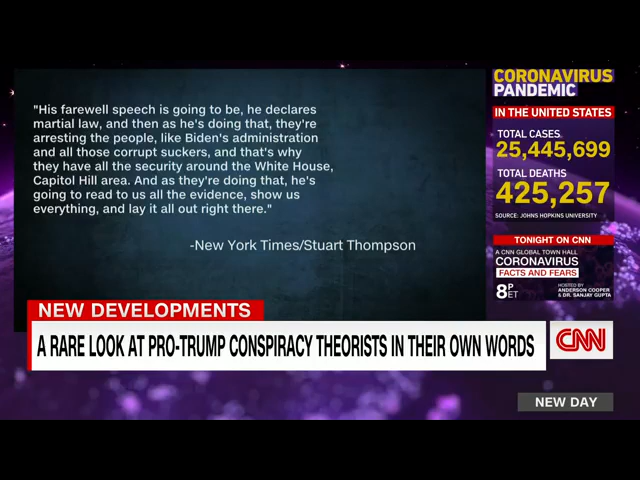 "His farewell speech is going to be, he declares
martial law, and then as he's doing that, they're
arresting the people, like Biden's administration
and all those corrupt suckers, and that's why
they have all the security around the White House,
Capitol Hill area. And as they're doing that, he's
going to read to us all the evidence, show us
everything, and lay it all out right there."
-New York Times/Stuart Thompson
CORONAVIRUS
PANDEMIC
IN THE UNITED STATES
TOTAL CASES
25,445,699
TOTAL DEATHS
425,257
SOURCE: JOHNS HOPKINS UNIVERSITY
TONIGHT ON CNN
A CNN GLOBAL TOWN HALL
CORONAVIRUS
FACTS AND FEARS
8P ET
HOSTED BY
ANDERSON COOPER
& DR. SANJAY GUPTA
NEW DEVELOPMENTS
A RARE LOOK AT PRO-TRUMP CONSPIRACY THEORISTS IN THEIR OWN WORDS
CNN
NEW DAY